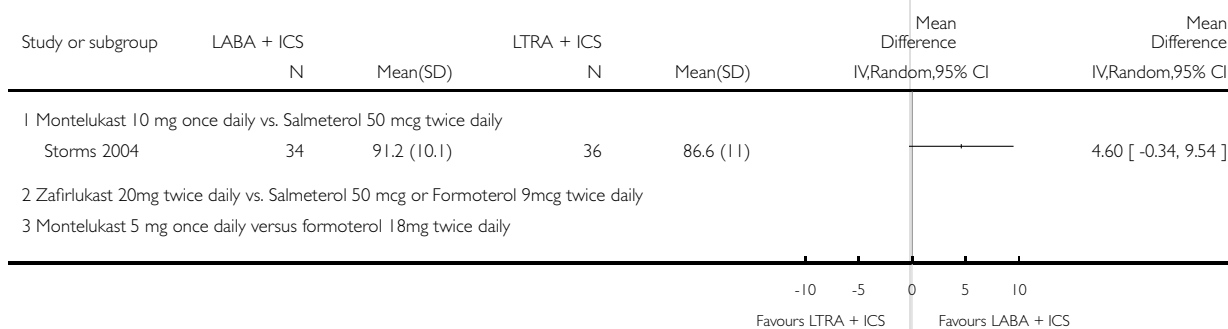 Study or subgroup LABA + ICS LTRA + ICS Mean Difference Mean Difference
N Mean(SD) N Mean(SD) IV,Random,95% CI IV,Random,95% CI
1 Montelukast 10 mg once daily vs. Salmeterol 50 mcg twice daily
Storms 2004 34 91.2 (10.1) 36 86.6 (11) 4.60 [ -0.34, 9.54 ]
2 Zafirlukast 20mg twice daily vs. Salmeterol 50 mcg or Formoterol 9mcg twice daily
3 Montelukast 5 mg once daily versus formoterol 18mg twice daily
-10 -5 0 5 10
Favours LTRA + ICS Favours LABA + ICS